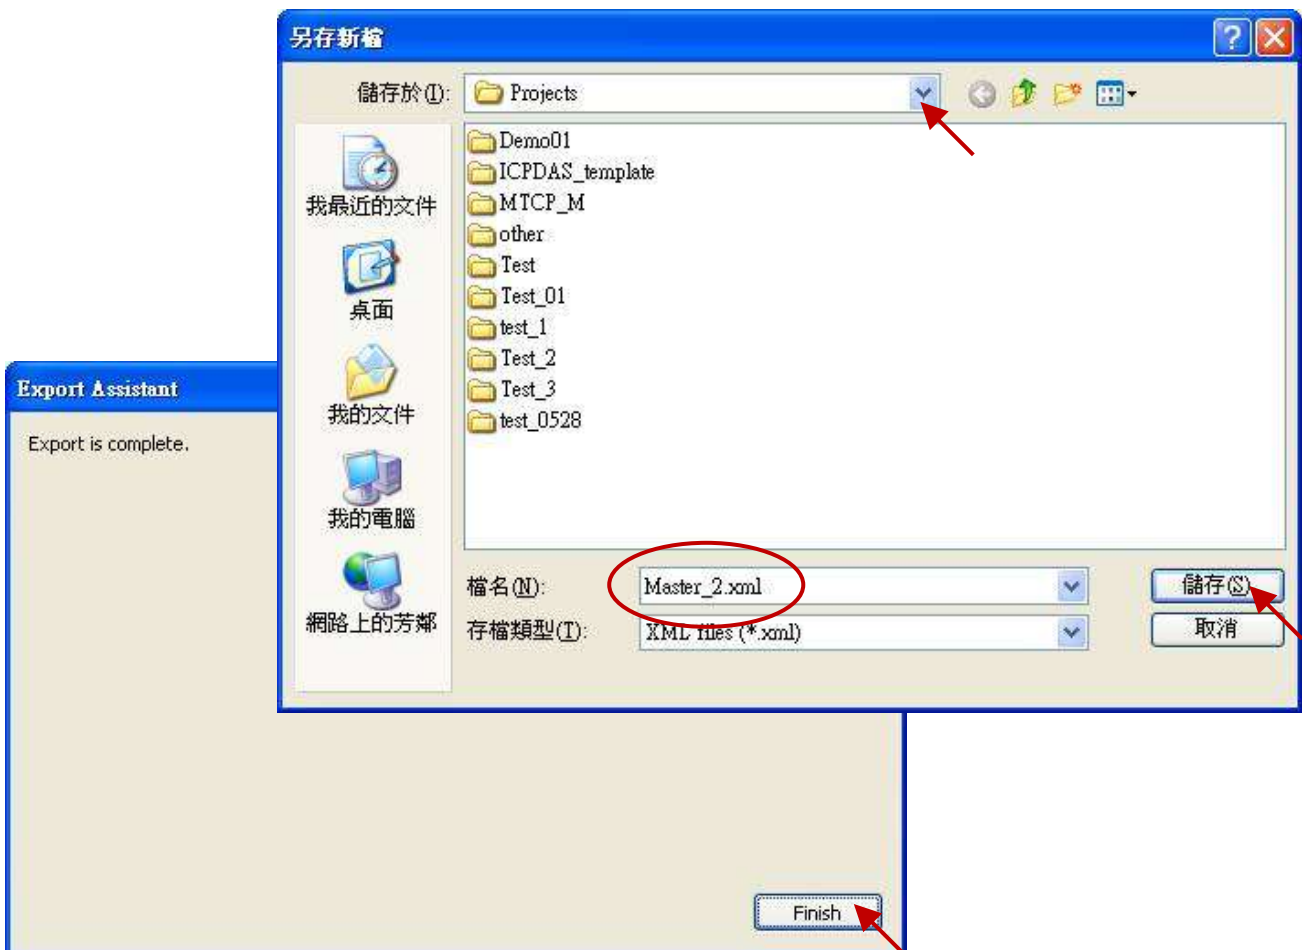 另存新檔
儲存於(I):
Projects
Demo01
ICPDAS_template
MTCP_M
other
Test
Test_01
test_1
Test_2
Test_3
test_0528
我最近的文件
桌面
我的文件
我的電腦
網路上的芳鄰
檔名(N):
Master_2.xml
儲存(S)
存檔類型(T):
XML files (*.xml)
取消
Export Assistant
Export is complete.
Finish